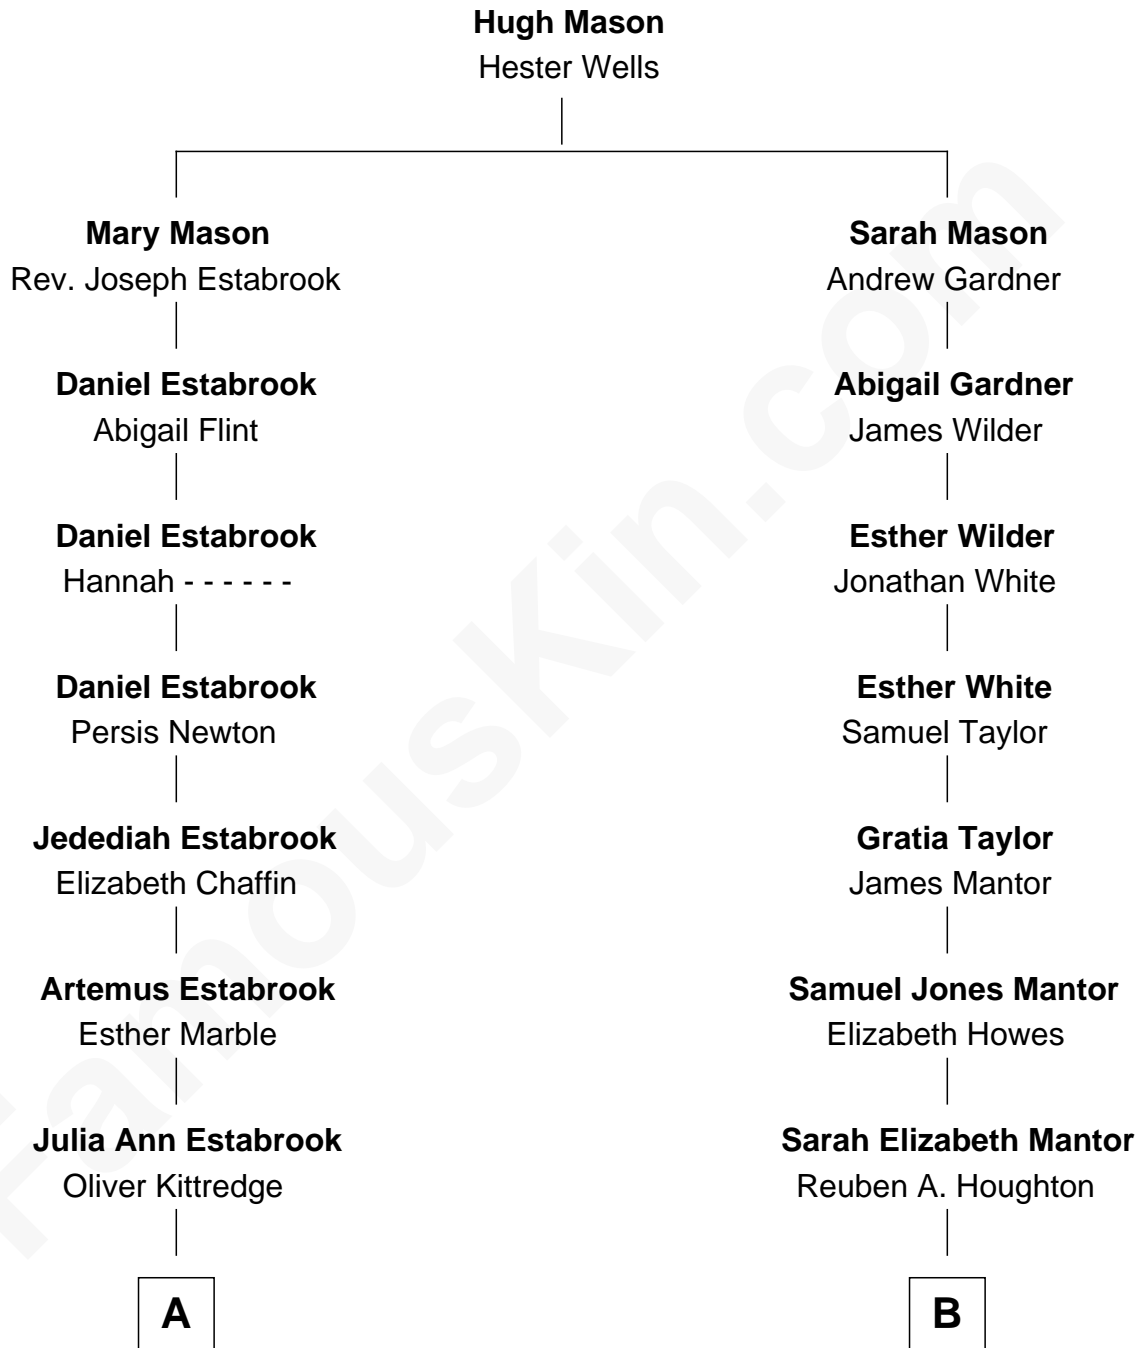 Hugh Mason
Hester Wells
Mary Mason
Rev. Joseph Estabrook
Sarah Mason
Andrew Gardner
Daniel Estabrook
Abigail Flint
Abigail Gardner
James Wilder
Daniel Estabrook
Hannah - - - - - -
Esther Wilder
Jonathan White
Daniel Estabrook
Persis Newton
Esther White
Samuel Taylor
Jedediah Estabrook
Elizabeth Chaffin
Gratia Taylor
James Mantor
Artemus Estabrook
Esther Marble
Samuel Jones Mantor
Elizabeth Howes
Julia Ann Estabrook
Oliver Kittredge
Sarah Elizabeth Mantor
Reuben A. Houghton
A
B
FamousKin.com